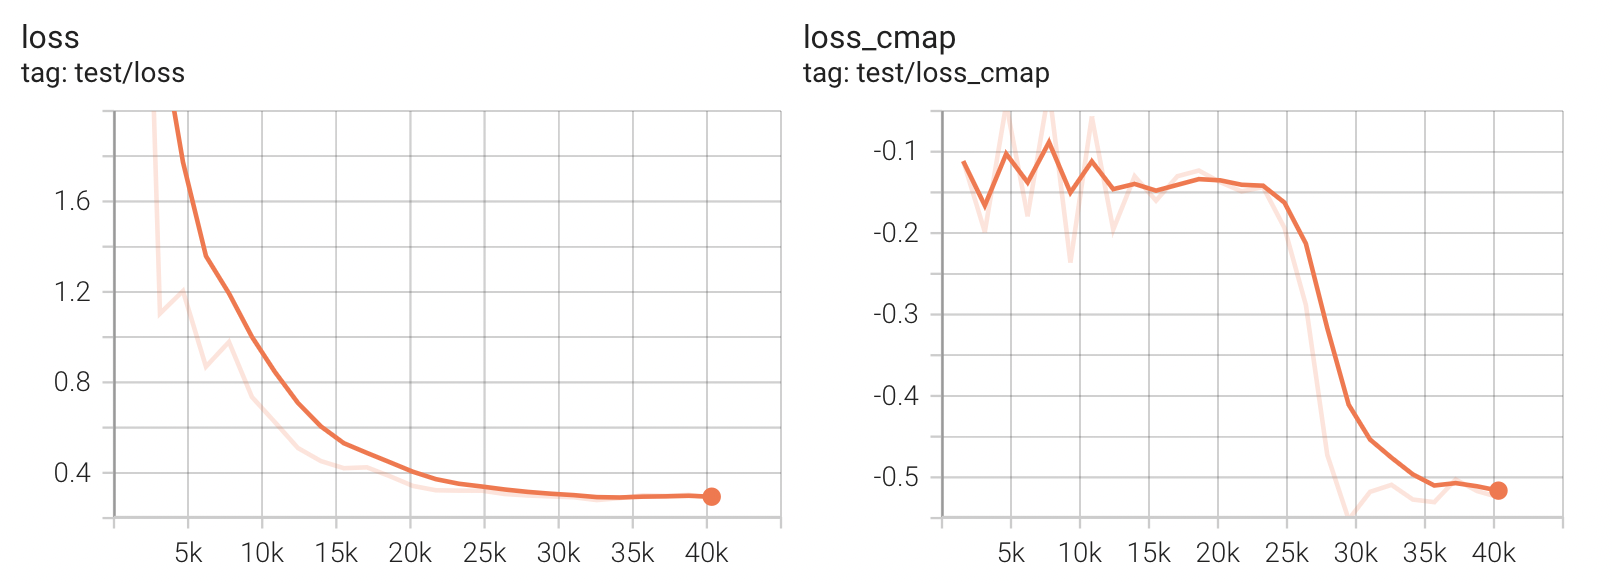 loss
tag: test/loss
1.6
1.2
0.8
0.4
5k 10k 15k 20k 25k 30k 35k 40k
loss_cmap
tag: test/loss_cmap
-0.1
-0.2
-0.3
-0.4
-0.5
5k 10k 15k 20k 25k 30k 35k 40k